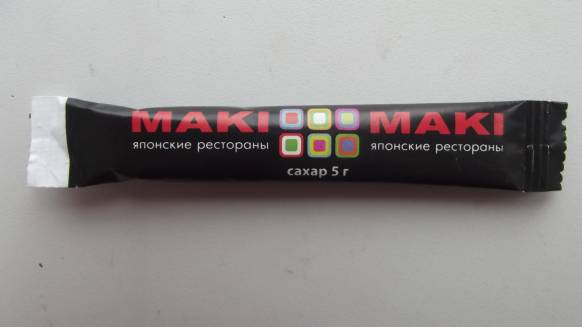 MAKI MAKI
японские рестораны японские рестораны
сахар 5 г